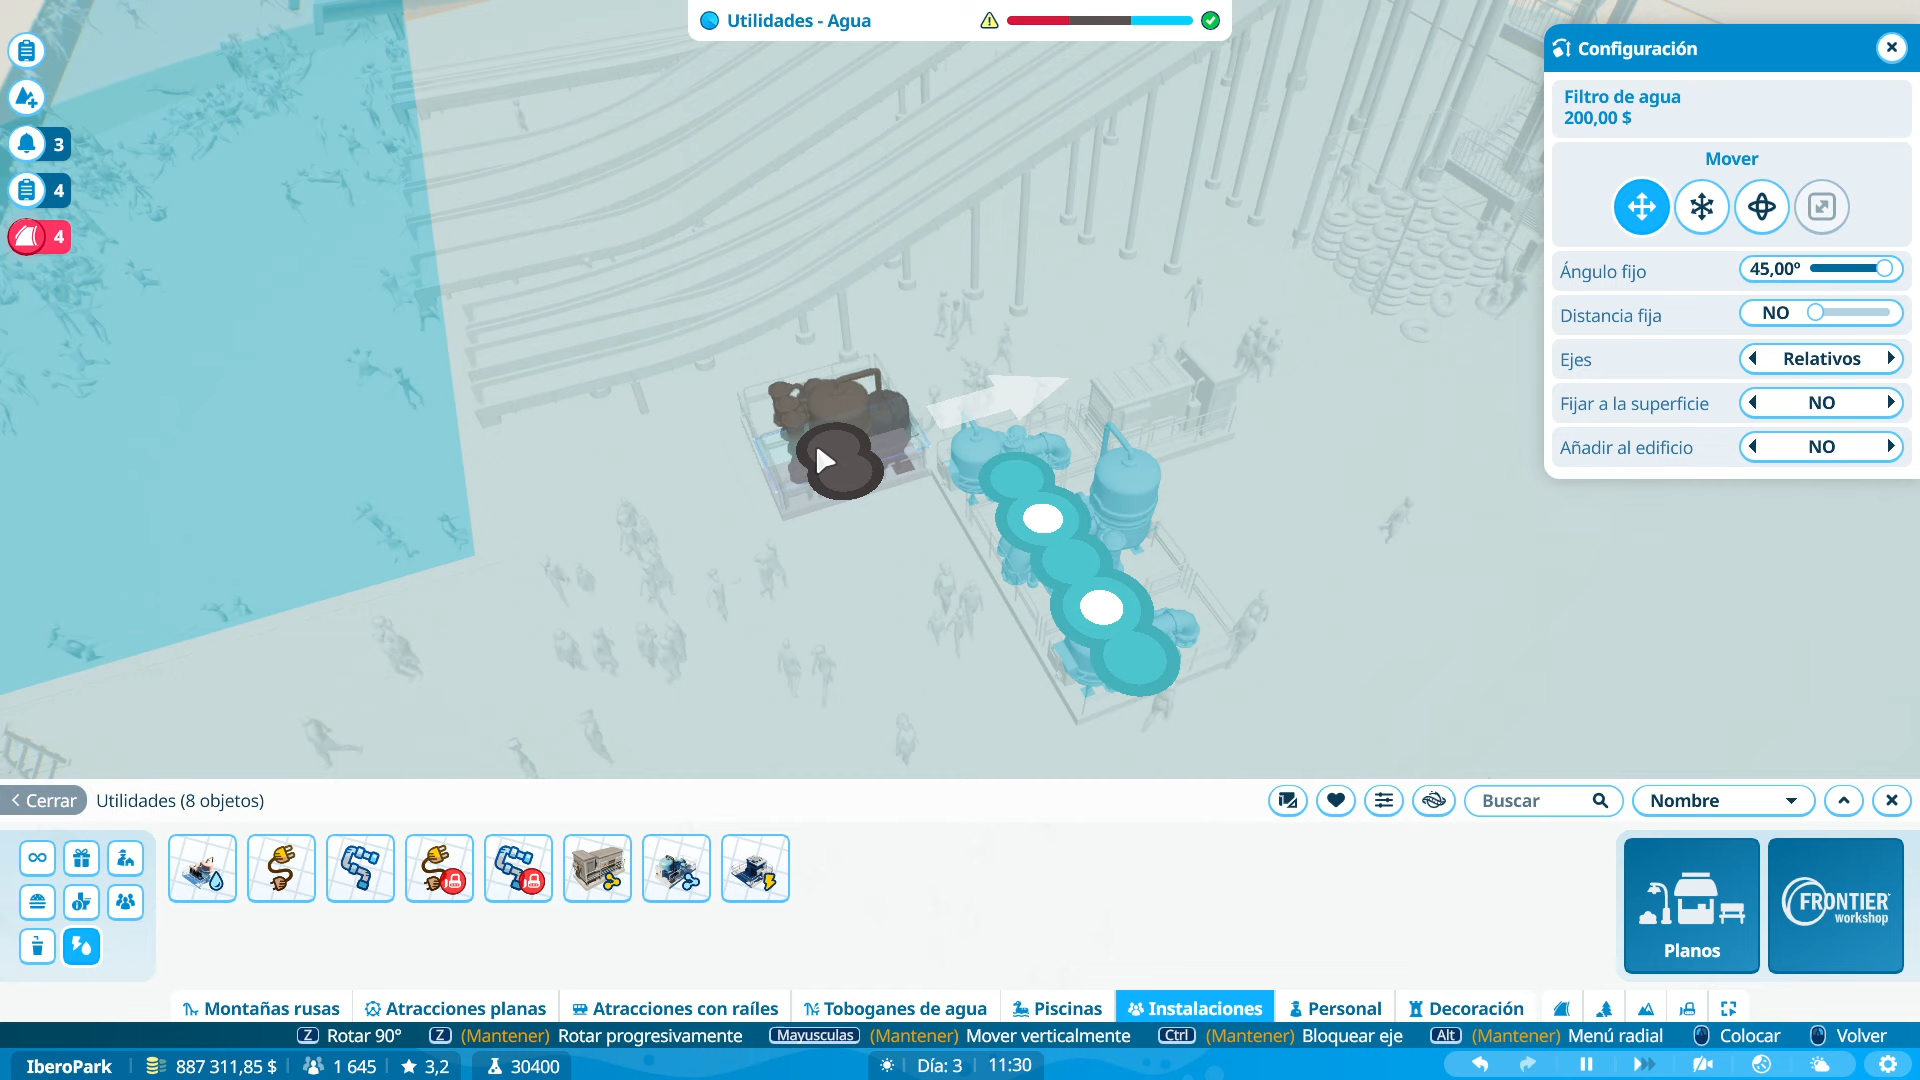 Utilidades - Agua
Configuración
Filtro de agua
200,00 $
Mover
Ángulo fijo
45,00º
Distancia fija
NO
Ejes
Relativos
Fijar a la superficie
NO
Añadir al edificio
NO
3
4
4
Cerrar
Utilidades (8 objetos)
Buscar
Nombre
Planos
FRONTIER
workshop
Montañas rusas
Atracciones planas
Atracciones con raíles
Toboganes de agua
Piscinas
Instalaciones
Personal
Decoración
Z Rotar 90°
Z (Mantener) Rotar progresivamente
Mayusculas (Mantener) Mover verticalmente
Ctrl (Mantener) Bloquear eje
Alt (Mantener) Menú radial
Colocar
Volver
IberoPark
887 311,85 $
1 645
3,2
30400
Día: 3
11:30